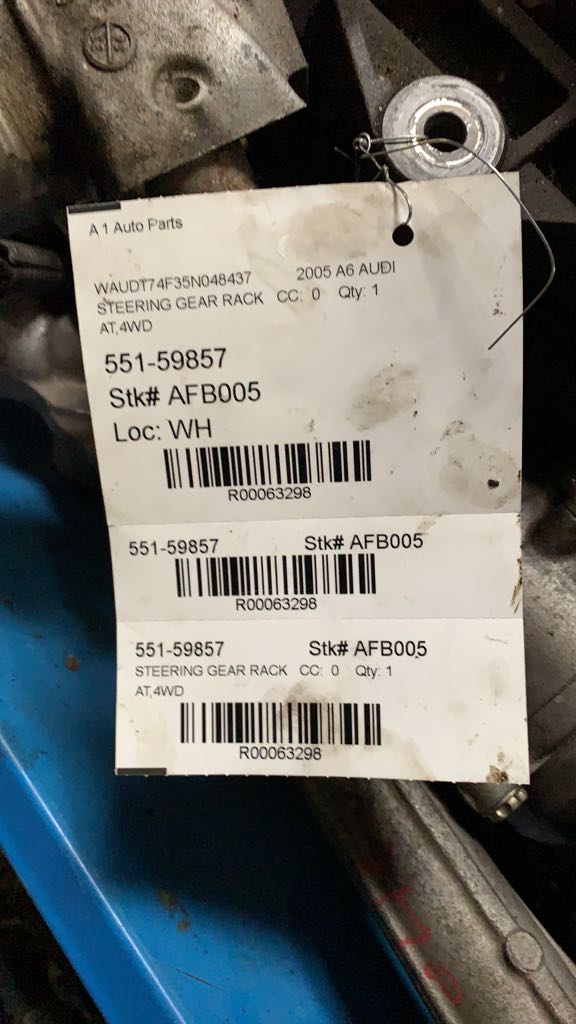 A 1 Auto Parts
WAUDT74F35N048437 2005 A6 AUDI
STEERING GEAR RACK CC: 0 Qty: 1
AT,4WD
551-59857
Stk# AFB005
Loc: WH
R00063298
551-59857 Stk# AFB005
R00063298
551-59857 Stk# AFB005
STEERING GEAR RACK CC: 0 Qty: 1
AT,4WD
R00063298